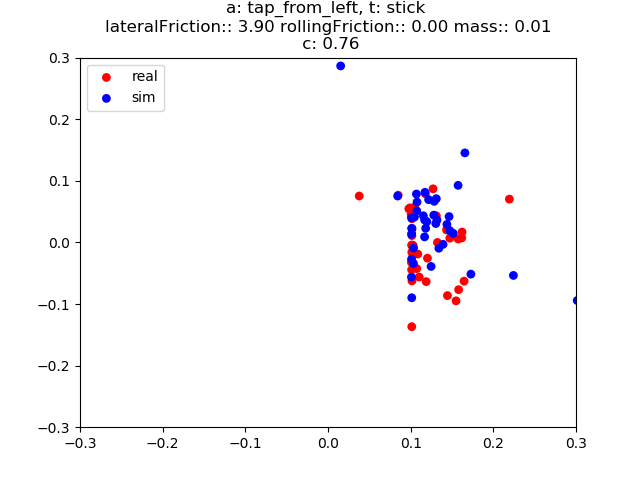 a: tap_from_left, t: stick
lateralFriction:: 3.90 rollingFriction:: 0.00 mass:: 0.01
c: 0.76
real
sim
0.3
0.2
0.1
0.0
−0.1
−0.2
−0.3
−0.3
−0.2
−0.1
0.0
0.1
0.2
0.3